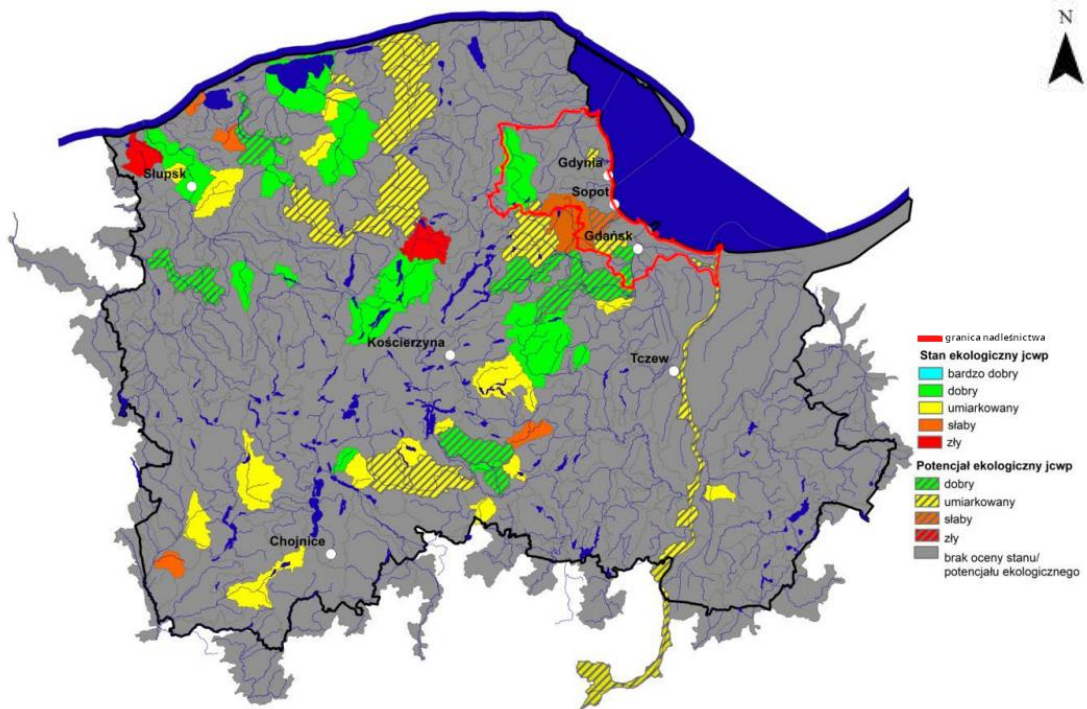 N
Gdynia
Słupsk
Sopot
Gdańsk
Kościerzyna
Tczew
Chojnice
granica nadleśnictwa
Stan ekologiczny jcwp
bardzo dobry
dobry
umiarkowany
słaby
zły
Potencjał ekologiczny jcwp
dobry
umiarkowany
słaby
zły
brak oceny stanu/
potencjału ekologicznego